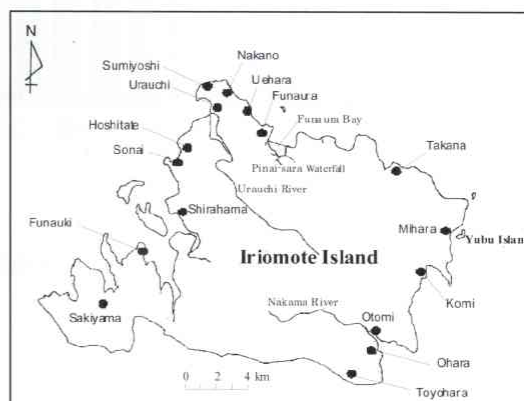 N
Nakano
Sumiyoshi
Uehara
Urauchi
Funaura
Funaura Bay
Hoshitate
Takana
Sonai
Pinai-sara Waterfall
Urauchi River
Shirahama
Funauki
Mihara
Yubu Islan
Iriomote Island
Komi
Nakama River
Sakiyama
Otomi
Ohara
0 2 4 km
Toyohara